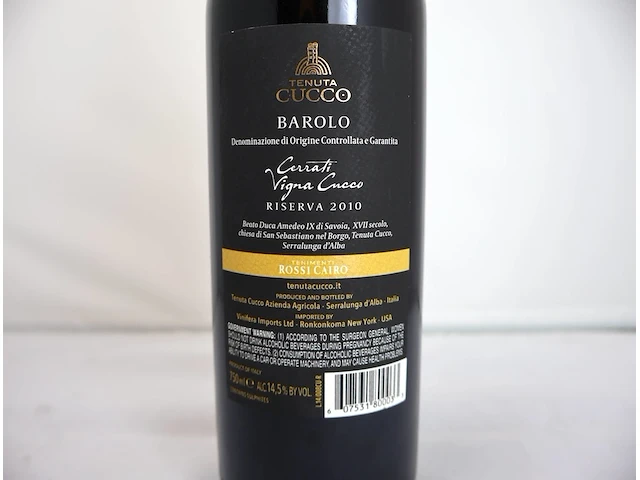 TENUTA
CUCCO
BAROLO
Denominazione di Origine Controllata e Garantita
Cerrati
Vigna Cucco
RISERVA 2010
Beato Duca Amedeo IX di Savoia, XVII secolo,
chiesa di San Sebastiano nel Borgo, Tenuta Cucco,
Serralunga d'Alba
TENIMENTI
ROSSI CAIRO
tenutacucco.it
PRODUCED AND BOTTLED BY
Tenuta Cucco Azienda Agricola - Serralunga d'Alba - Italia
IMPORTED BY
Vinifera Imports Ltd - Ronkonkoma New York - USA
GOVERNMENT WARNING: (1) ACCORDING TO THE SURGEON GENERAL, WOMEN
SHOULD NOT DRINK ALCOHOLIC BEVERAGES DURING PREGNANCY BECAUSE OF THE
RISK OF BIRTH DEFECTS. (2) CONSUMPTION OF ALCOHOLIC BEVERAGES IMPAIRS YOUR
ABILITY TO DRIVE A CAR OR OPERATE MACHINERY, AND MAY CAUSE HEALTH PROBLEMS.
PRODUCT OF ITALY
750 ml e ALC 14,5% BY VOL.
CONTAINS SULPHITES
6 07531 80003